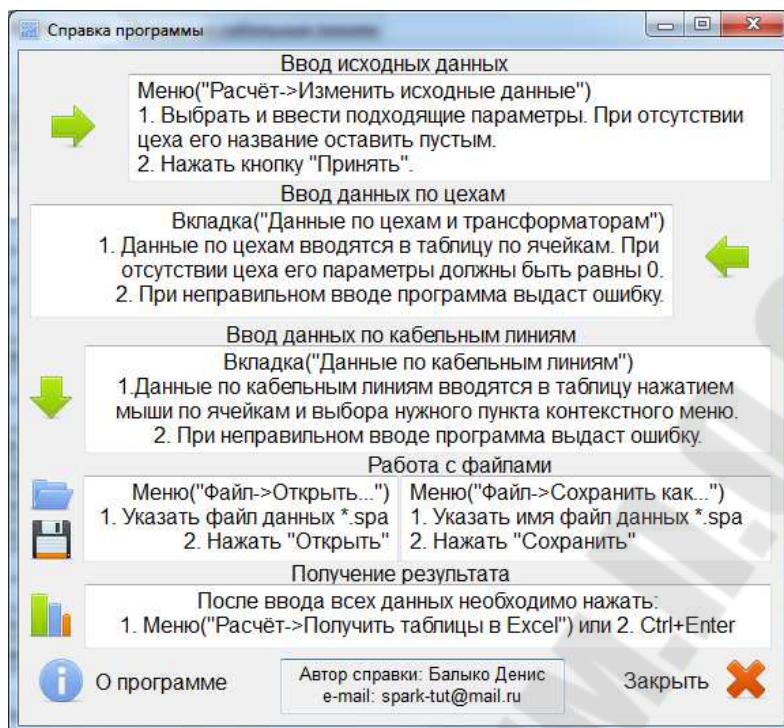 Справка программы
Ввод исходных данных
Меню("Расчёт->Изменить исходные данные")
1. Выбрать и ввести подходящие параметры. При отсутствии
цеха его название оставить пустым.
2. Нажать кнопку "Принять".
Ввод данных по цехам
Вкладка("Данные по цехам и трансформаторам")
1. Данные по цехам вводятся в таблицу по ячейкам. При
отсутствии цеха его параметры должны быть равны 0.
2. При неправильном вводе программа выдаст ошибку.
Ввод данных по кабельным линиям
Вкладка("Данные по кабельным линиям")
1.Данные по кабельным линиям вводятся в таблицу нажатием
мыши по ячейкам и выбора нужного пункта контекстного меню.
2. При неправильном вводе программа выдаст ошибку.
Работа с файлами
Меню("Файл->Открыть...")
1. Указать файл данных *.spa
2. Нажать "Открыть"
Меню("Файл->Сохранить как...")
1. Указать имя файл данных *.spa
2. Нажать "Сохранить"
Получение результата
После ввода всех данных необходимо нажать:
1. Меню("Расчёт->Получить таблицы в Excel") или 2. Ctrl+Enter
О программе
Автор справки: Балыко Денис
e-mail: spark-tut@mail.ru
Закрыть